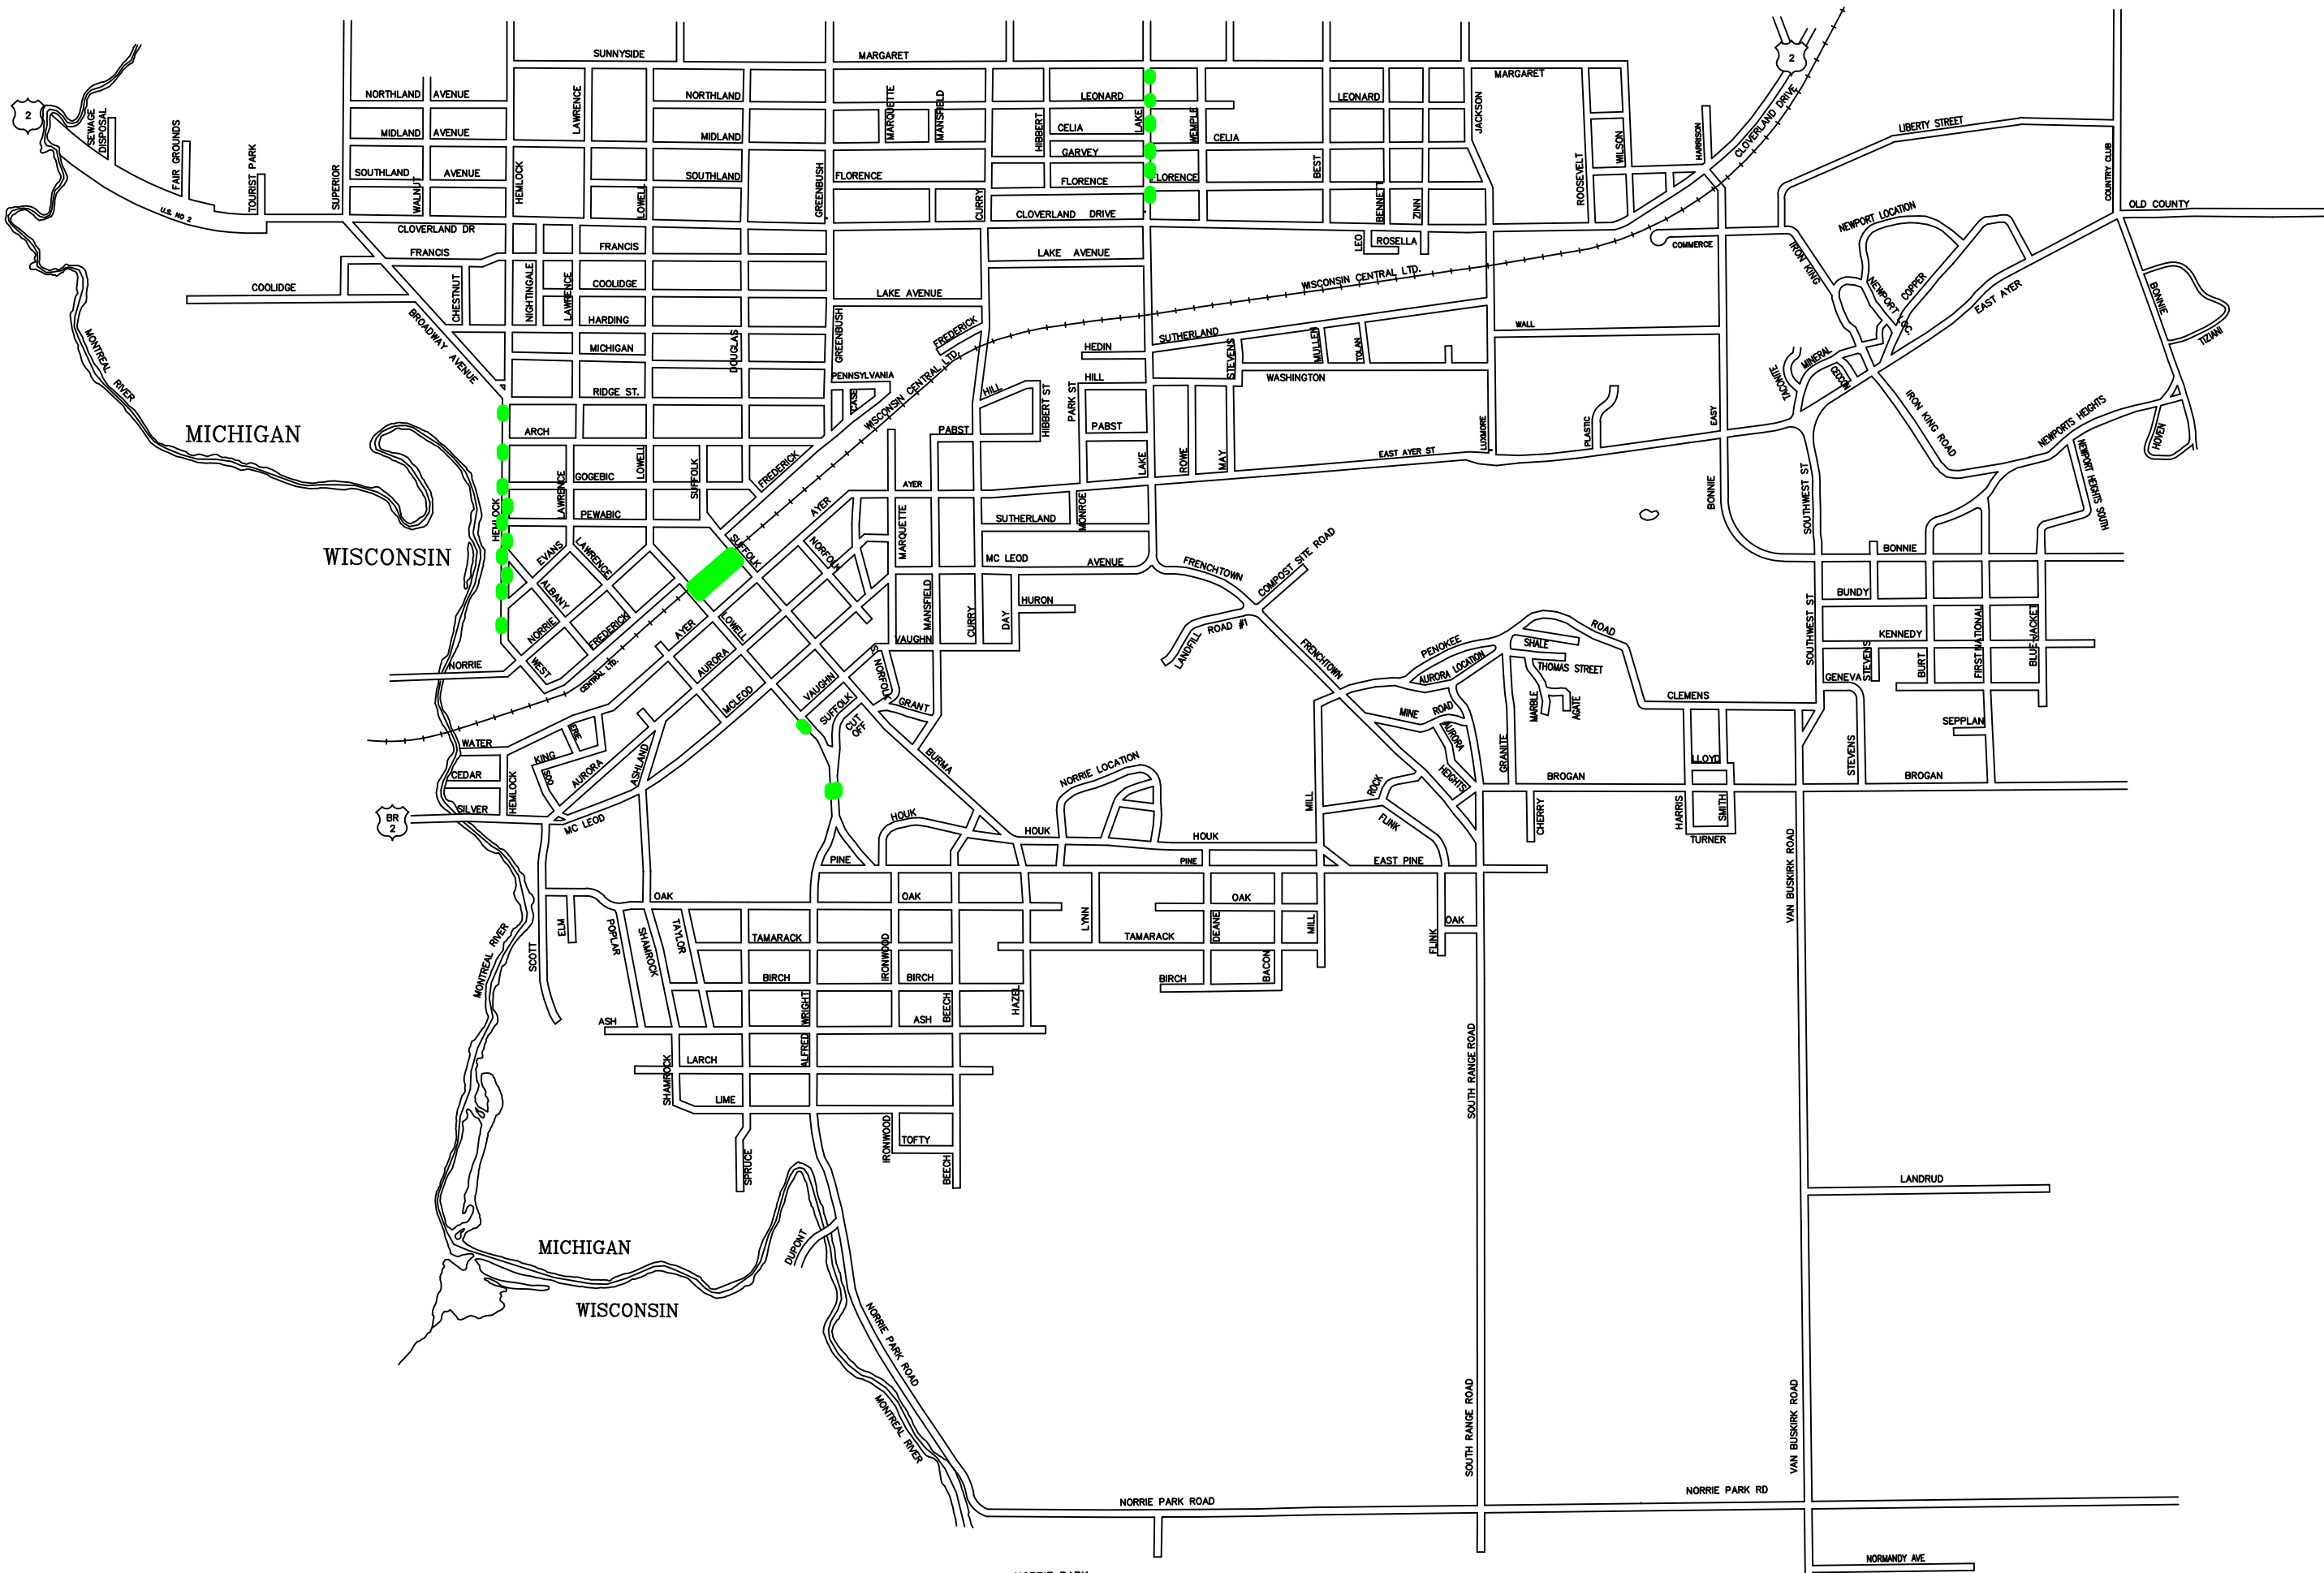 SUNNYSIDE
MARGARET
MARGARET
2
2
NORTHLAND AVENUE
LAWRENCE
NORTHLAND
MARQUETTE
MANSFIELD
LEONARD
LEONARD
JACKSON
CLOVERLAND DRIVE
SEWAGE
DISPOSAL
FAIR GROUNDS
TOURIST PARK
MIDLAND AVENUE
MIDLAND
HIBBERT
CELIA
LAKE
WEMPLE
CELIA
WILSON
HARRISON
LIBERTY STREET
COUNTRY CLUB
SUPERIOR
SOUTHLAND AVENUE
WALNUT
HEMLOCK
LOWELL
SOUTHLAND
GREENBUSH
FLORENCE
GARVEY
FLORENCE
FLORENCE
BEST
BENNETT
ZINN
ROOSEVELT
CURRY
U.S. NO 2
CLOVERLAND DR
CLOVERLAND DRIVE
OLD COUNTY
FRANCIS
FRANCIS
LAKE AVENUE
LEO
ROSELLA
COMMERCE
NEWPORT LOCATION
IRON KING
COOLIDGE
CHESTNUT
NIGHTINGALE
LAWRENCE
COOLIDGE
LAKE AVENUE
WISCONSIN CENTRAL LTD.
NEWPORT LOC.
COPPER
EAST AYER
BONNIE
TIZIANI
MONTREAL RIVER
BROADWAY AVENUE
HARDING
MICHIGAN
DOUGLAS
GREENBUSH
FREDERICK
HEDIN
SUTHERLAND
STEVENS
MULLEN
TOLAN
WALL
RIDGE ST.
PENNSYLVANIA
CASE
WISCONSIN CENTRAL LTD.
HILL
HIBBERT ST
PARK ST
HILL
WASHINGTON
TACONITE
MINERAL
CEDON
MICHIGAN
ARCH
PABST
PABST
LAKE
ROWE
MAY
EAST AYER ST
LUXMORE
PLASTIC
EASY
IRON KING ROAD
NEWPORTS HEIGHTS
HOVEN
NEWPORT HEIGHTS SOUTH
GOGEBIC
LAWRENCE
LOWELL
SUFFOLK
FREDERICK
AYER
AYER
HEMLOCK
PEWABIC
MARQUETTE
SUTHERLAND
MONROE
BONNIE
SOUTHWEST ST
WISCONSIN
EVANS
LAWRENCE
SUFFOLK
NORFOLK
MC LEOD AVENUE
FRENCHTOWN
COMPOST SITE ROAD
BONNIE
ALBANY
NORRIE
FREDERICK
LOWELL
MANSFIELD
CURRY
DAY
HURON
LANDFILL ROAD #1
BUNDY
SOUTHWEST ST
KENNEDY
FIRST NATIONAL
BLUE JACKET
NORRIE
WEST
CENTRAL LTD.
AYER
AURORA
VAUGHN
S NORFOLK
FRENCHTOWN
PENOKEE ROAD
SHALE
AURORA LOCATION
THOMAS STREET
STEVENS
BURT
GENEVA
MCLEOD
VAUGHN
SUFFOLK
CUT
OFF
GRANT
MINE ROAD
MARBLE
AGATE
CLEMENS
SEPPLAN
WATER
ERIE
KING
SOO
AURORA
ASHLAND
BURMA
NORRIE LOCATION
AURORA
HEIGHTS
GRANITE
LLOYD
STEVENS
CEDAR
HEMLOCK
SILVER
BR
2
MC LEOD
HOUK
HOUK
HOUK
MILL
ROCK
FLINK
BROGAN
CHERRY
HARRIS
SMITH
TURNER
BROGAN
PINE
PINE
EAST PINE
VAN BUSKIRK ROAD
OAK
OAK
OAK
OAK
ELM
POPLAR
SHAMROCK
TAYLOR
TAMARACK
IRONWOOD
LYNN
TAMARACK
DEANE
MILL
FLINK
SCOTT
MONTREAL RIVER
BIRCH
BIRCH
BIRCH
BACON
ASH
ALFRED WRIGHT
ASH
BEECH
HAZEL
LARCH
SHAMROCK
SOUTH RANGE ROAD
LIME
IRONWOOD
TOFTY
SPRUCE
BEECH
LANDRUD
MICHIGAN
DUPONT
WISCONSIN
NORRIE PARK ROAD
MONTREAL RIVER
SOUTH RANGE ROAD
VAN BUSKIRK ROAD
NORRIE PARK ROAD
NORRIE PARK RD
NORMANDY AVE